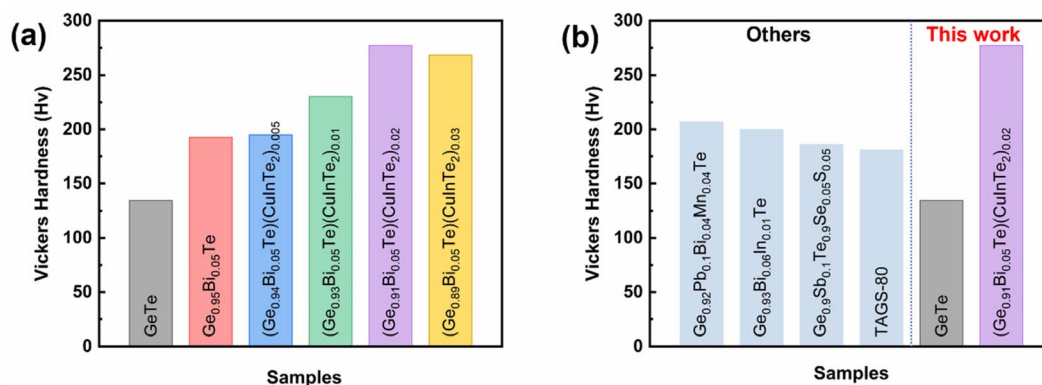 (a)
300
250
200
150
100
50
0
Vickers Hardness (Hv)
GeTe
Ge0.95Bi0.05Te
(Ge0.94Bi0.05Te)(CuInTe2)0.005
(Ge0.93Bi0.05Te)(CuInTe2)0.01
(Ge0.91Bi0.05Te)(CuInTe2)0.02
(Ge0.89Bi0.05Te)(CuInTe2)0.03
Samples
(b)
300
250
200
150
100
50
0
Vickers Hardness (Hv)
Others
This work
Ge0.92Pb0.1Bi0.04Mn0.04Te
Ge0.93Bi0.06In0.01Te
Ge0.9Sb0.1Te0.9Se0.05S0.05
TAGS-80
GeTe
(Ge0.91Bi0.05Te)(CuInTe2)0.02
Samples